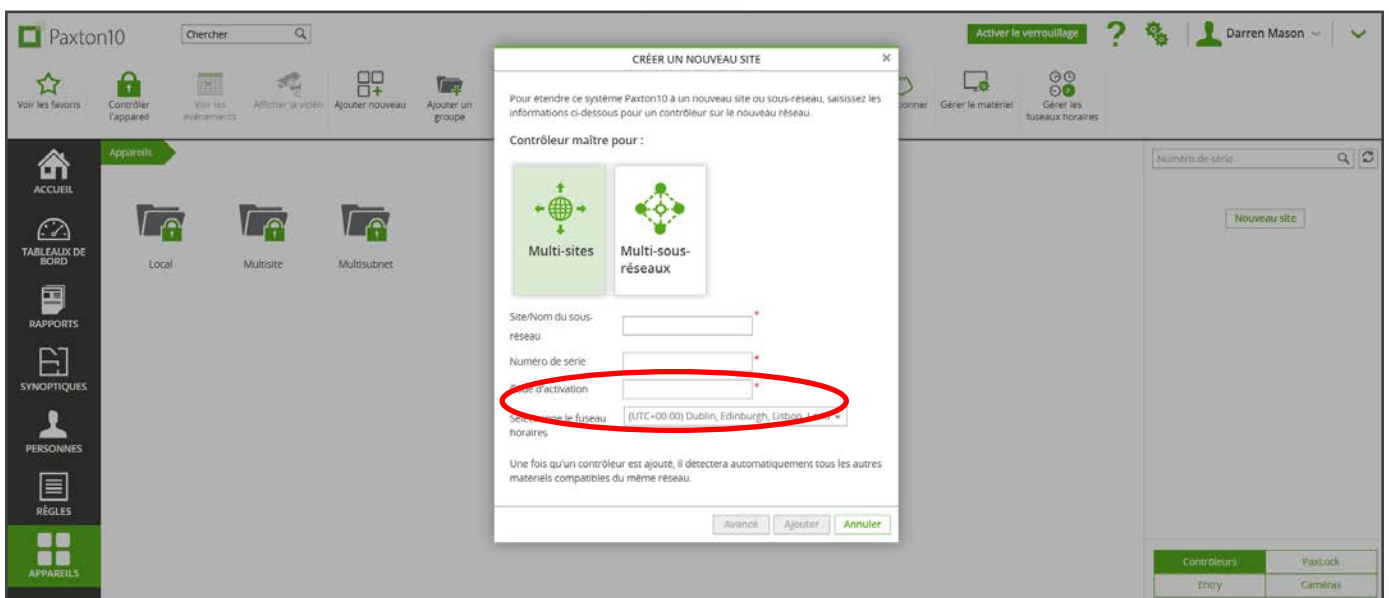 Paxton10
Chercher
Activer le verrouillage
?
Darren Mason
Voir les favoris
Contrôler
l'appareil
Voir les
événements
Afficher la vidéo
Ajouter nouveau
Ajouter un
groupe
Gérer le matériel
Gérer les
fuseaux horaires
CRÉER UN NOUVEAU SITE
Pour étendre ce système Paxton10 à un nouveau site ou sous-réseau, saisissez les
informations ci-dessous pour un contrôleur sur le nouveau réseau.
Contrôleur maître pour :
Multi-sites
Multi-sous-
réseaux
Site/Nom du sous-
réseau
*
Numéro de série
*
Code d'activation
*
Sélectionne le fuseau
horaires
(UTC+00:00) Dublin, Edinburgh, Lisbon,
Une fois qu'un contrôleur est ajouté, il détectera automatiquement tous les autres
matériels compatibles du même réseau.
Avancé
Ajouter
Annuler
ACCUEIL
TABLEAUX DE
BORD
RAPPORTS
SYNOPTIQUES
PERSONNES
RÈGLES
APPAREILS
Appareils
Local
Multisite
Multisubnet
Numéro de série
Nouveau site
Contrôleurs
PaxLock
Entry
Caméras